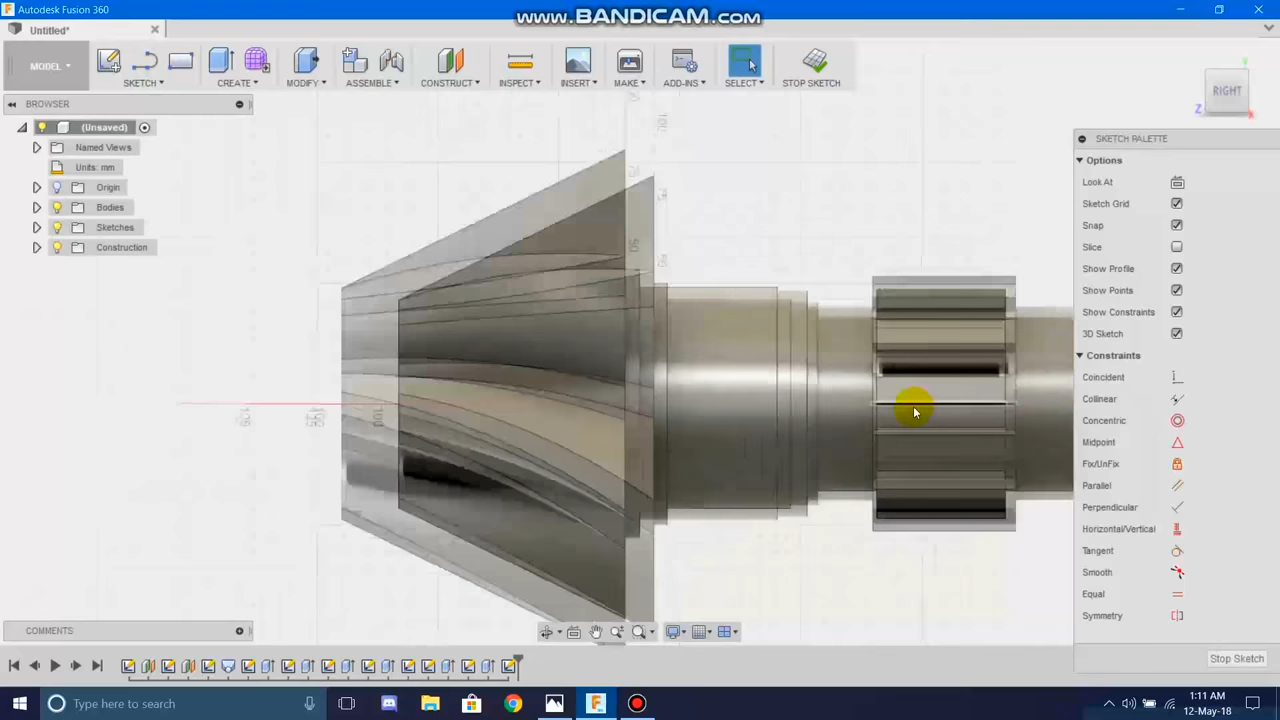 Autodesk Fusion 360
www.BANDICAM.com
Untitled*
MODEL
SKETCH
CREATE
MODIFY
ASSEMBLE
CONSTRUCT
INSPECT
INSERT
MAKE
ADD-INS
SELECT
STOP SKETCH
BROWSER
(Unsaved)
Named Views
Units: mm
Origin
Bodies
Sketches
Construction
RIGHT
Z
SKETCH PALETTE
Options
Look At
Sketch Grid
Snap
Slice
Show Profile
Show Points
Show Constraints
3D Sketch
Constraints
Coincident
Collinear
Concentric
Midpoint
Fix/UnFix
Parallel
Perpendicular
Horizontal/Vertical
Tangent
Smooth
Equal
Symmetry
Stop Sketch
COMMENTS
Type here to search
1:11 AM
12-May-18